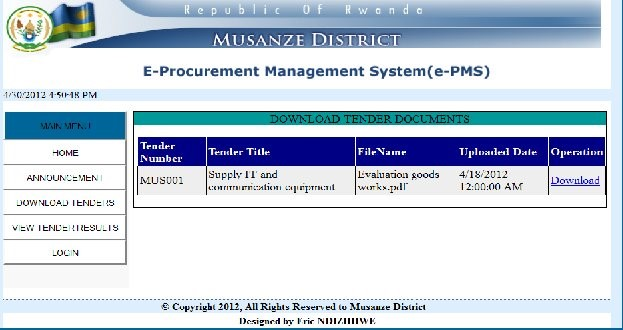 Republic Of Rwanda
MUSANZE DISTRICT
E-Procurement Management System(e-PMS)
4/30/2012 4:50:48 PM
MAIN MENU
HOME
ANNOUNCEMENT
DOWNLOAD TENDERS
VIEW TENDER RESULTS
LOGIN
DOWNLOAD TENDER DOCUMENTS
Tender Number Tender Title FileName Uploaded Date Operation
MUS001 Supply IT and communication equipment Evaluation goods works.pdf 4/18/2012 12:00:00 AM Download
© Copyright 2012, All Rights Reserved to Musanze District
Designed by Eric